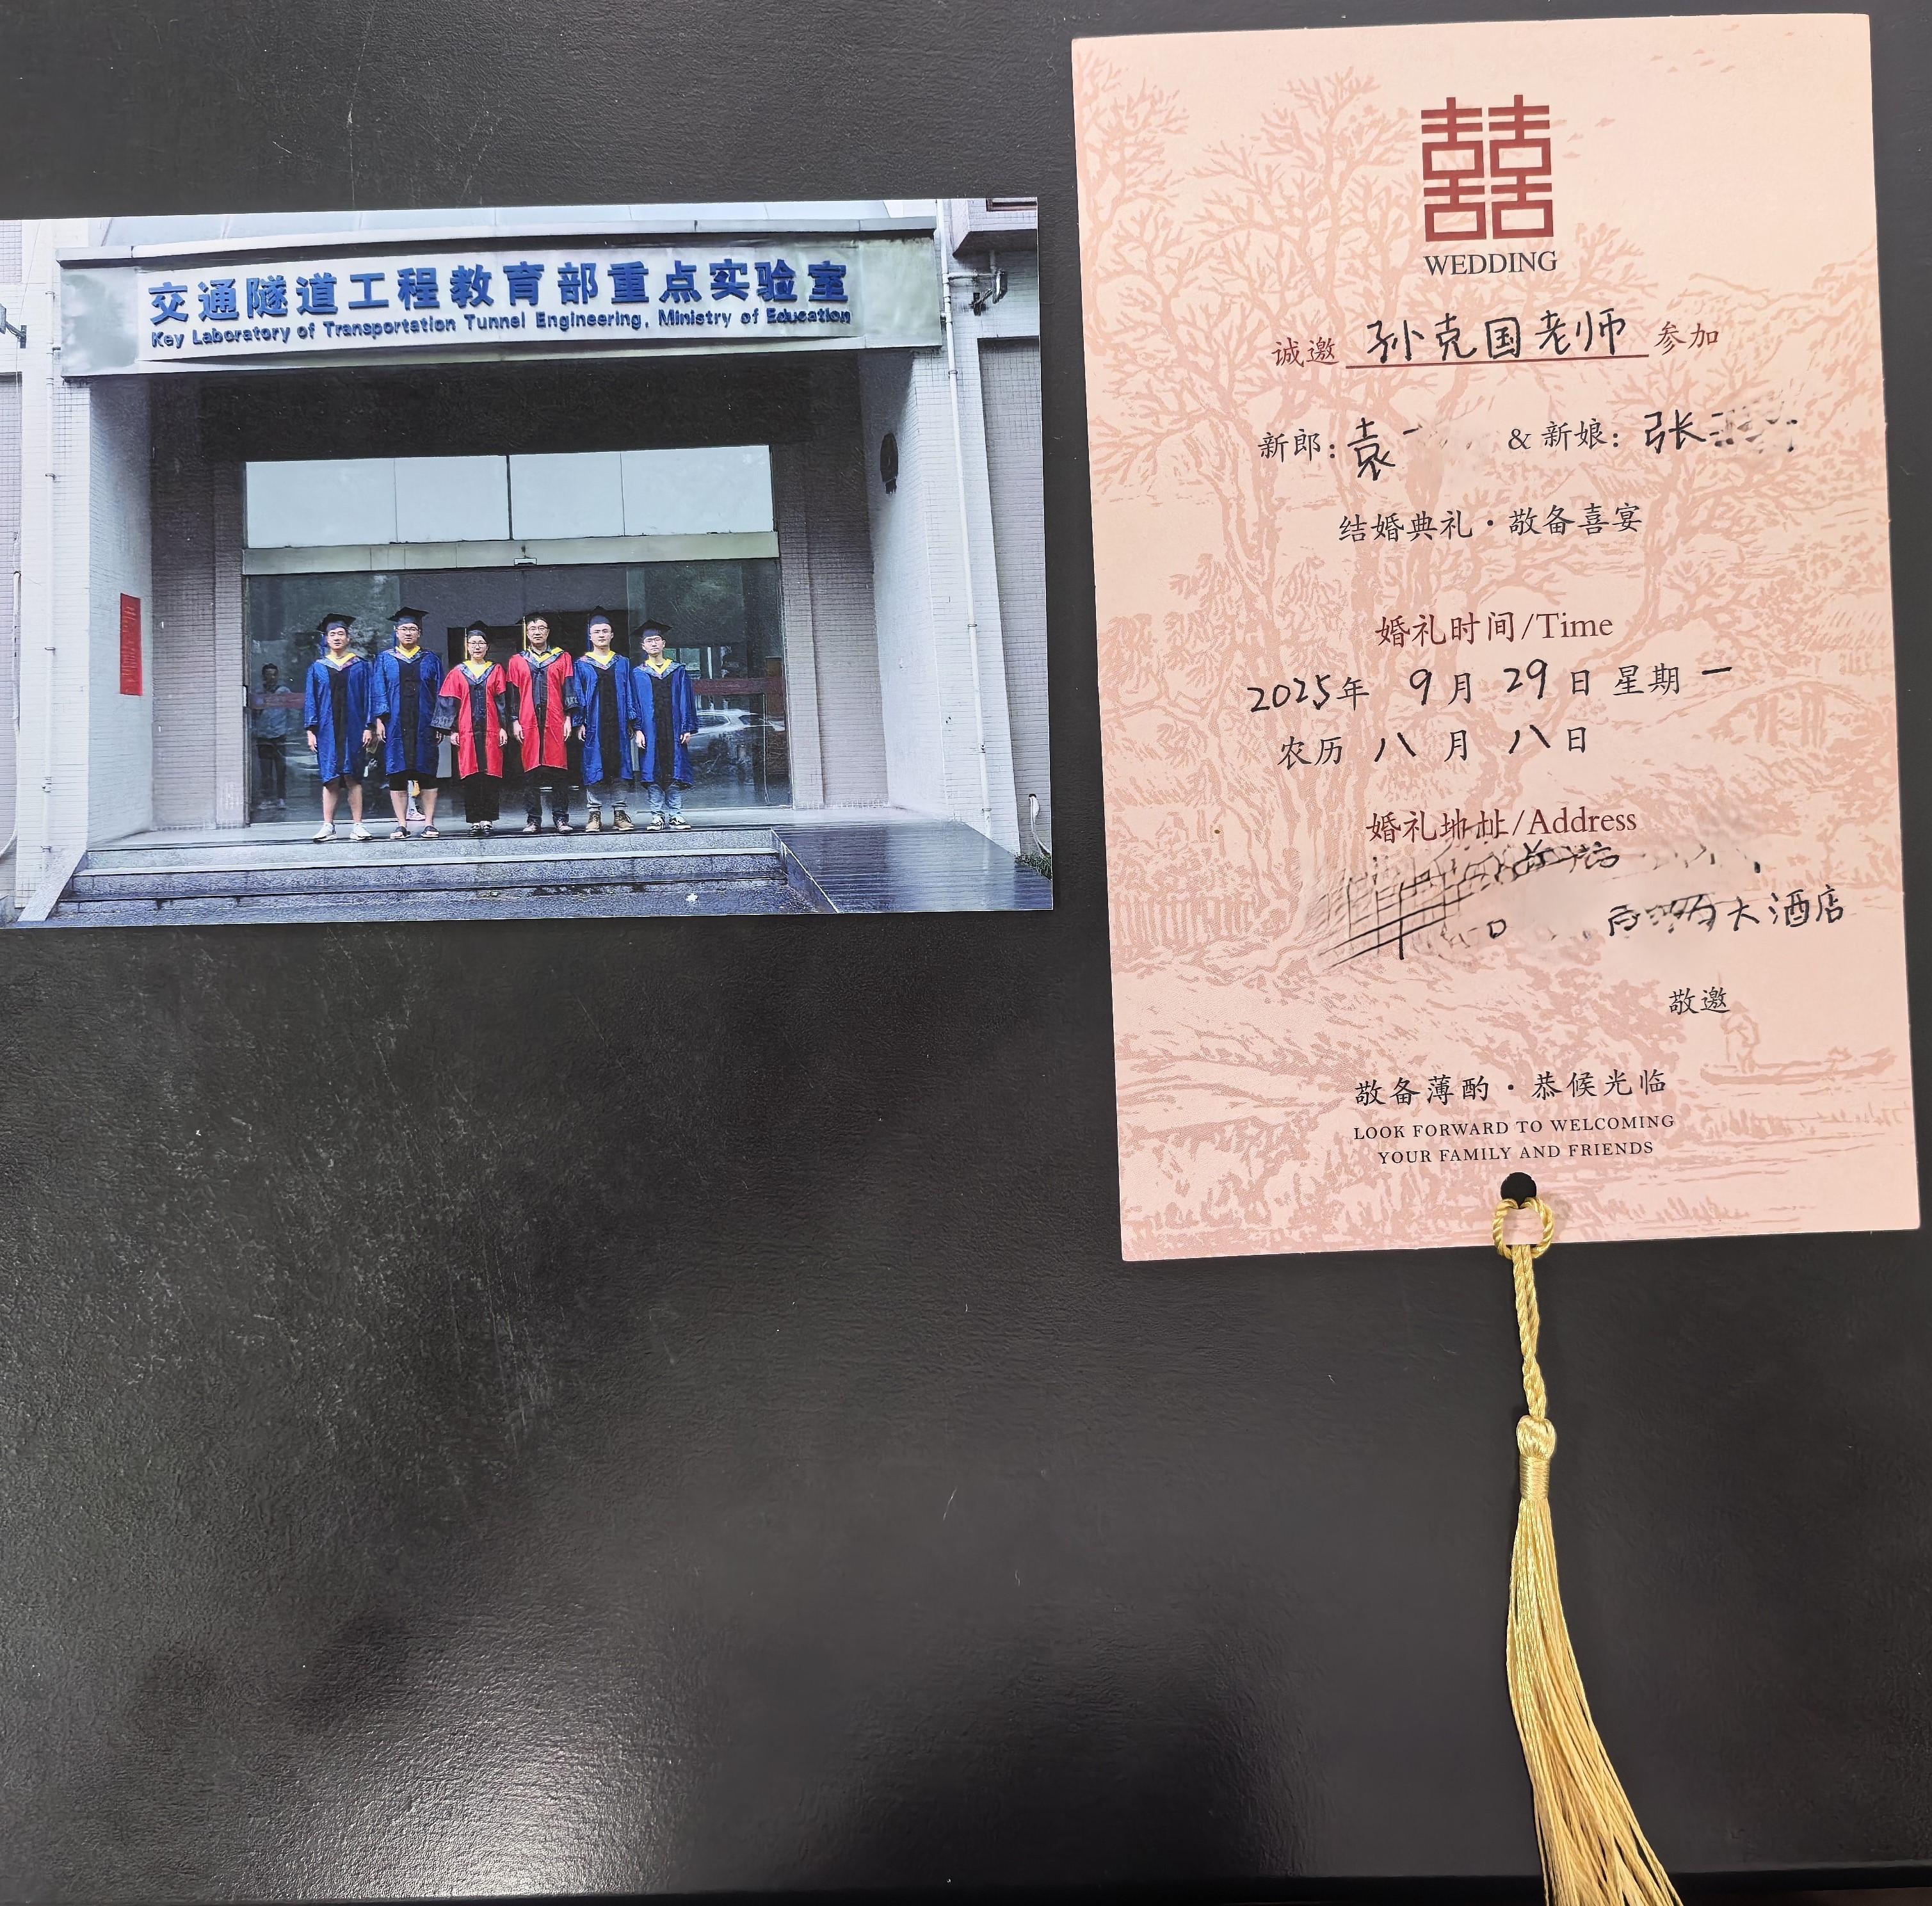 交通隧道工程教育部重点实验室
Key Laboratory of Transportation Tunnel Engineering, Ministry of Education
囍
WEDDING
诚邀 孙克国老师 参加
新郎：袁 & 新娘：张
结婚典礼·敬备喜宴
婚礼时间/Time
2025年 9月 29日 星期一
农历 八月 八日
婚礼地址/Address
大酒店
敬邀
敬备薄酌·恭候光临
LOOK FORWARD TO WELCOMING
YOUR FAMILY AND FRIENDS